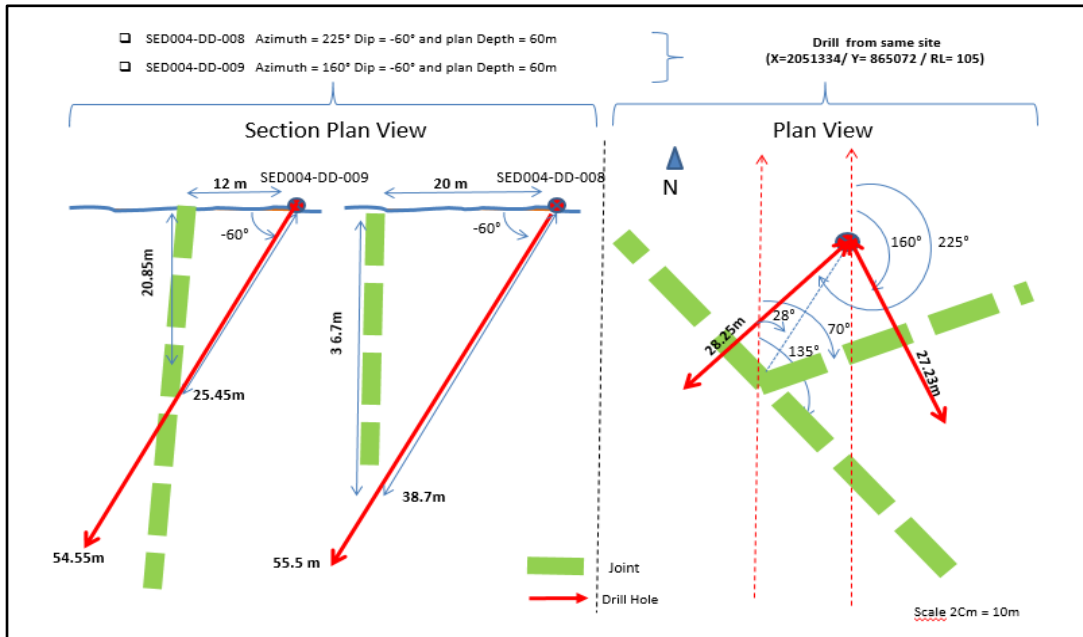 SED004-DD-008 Azimuth = 225° Dip = -60° and plan Depth = 60m
SED004-DD-009 Azimuth = 160° Dip = -60° and plan Depth = 60m
Drill from same site
(X=2051334/ Y= 865072 / RL= 105)
Section Plan View
Plan View
SED004-DD-009
12 m
-60°
20.85m
25.45m
54.55m
SED004-DD-008
20 m
-60°
3 6.7m
38.7m
55.5 m
N
160°
225°
28°
70°
135°
28.25m
27.23m
Joint
Drill Hole
Scale 2Cm = 10m